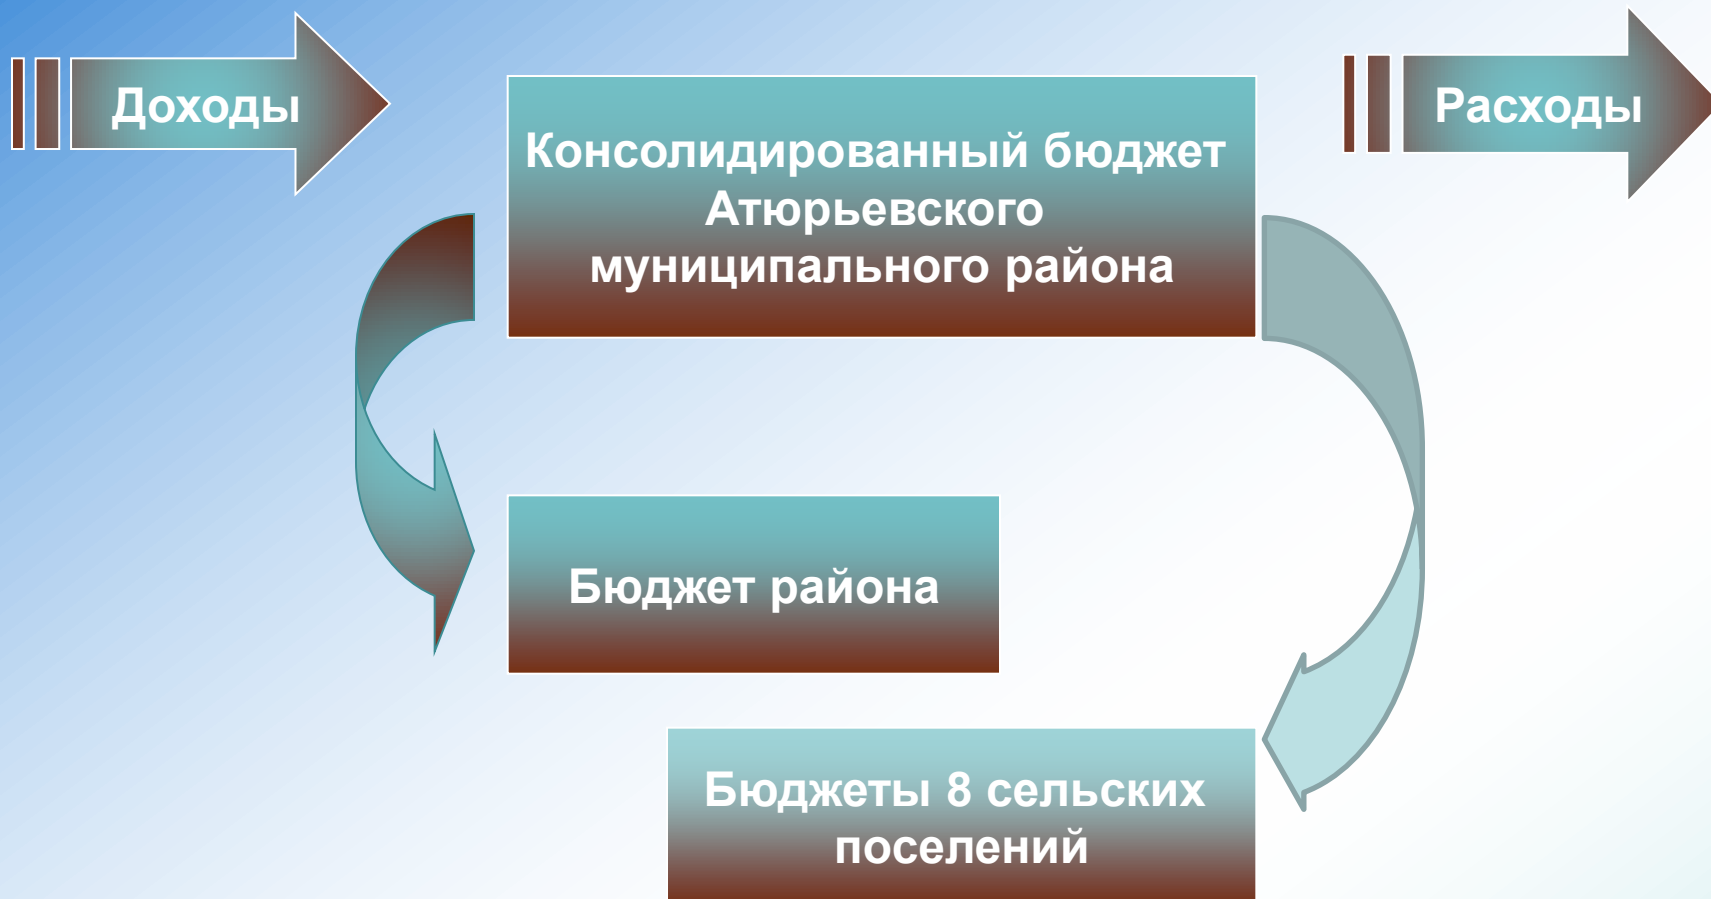 Доходы
Консолидированный бюджет
Атюрьевского
муниципального района
Расходы
Бюджет района
Бюджеты 8 сельских
поселений